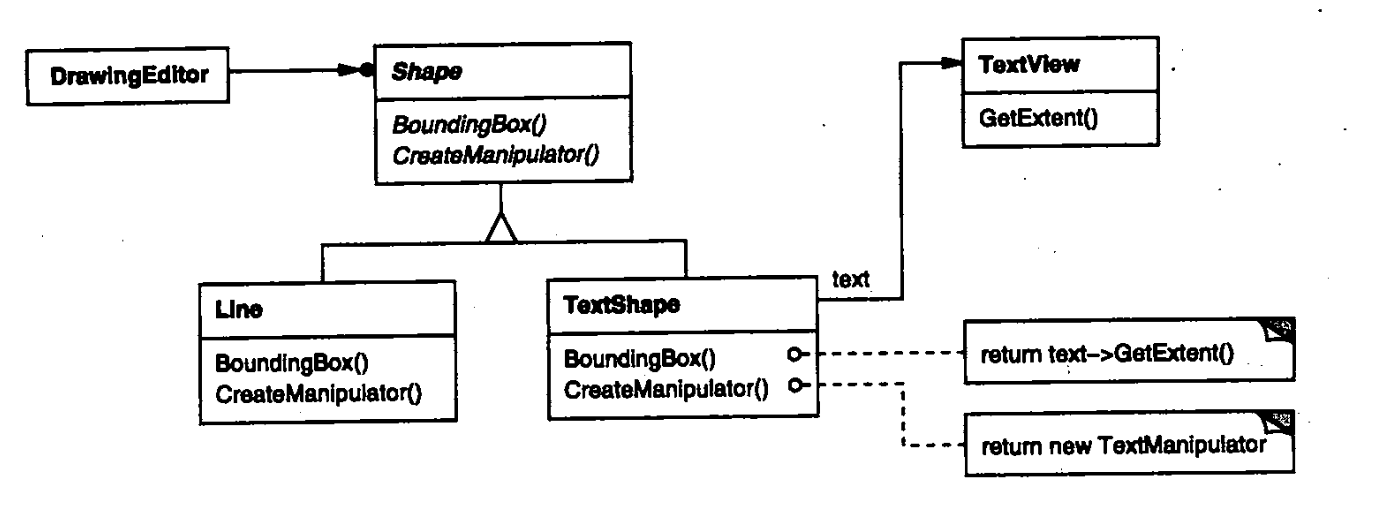 DrawingEditor
Shape
BoundingBox()
CreateManipulator()
TextView
GetExtent()
Line
BoundingBox()
CreateManipulator()
TextShape
BoundingBox()
CreateManipulator()
text
return text->GetExtent()
return new TextManipulator